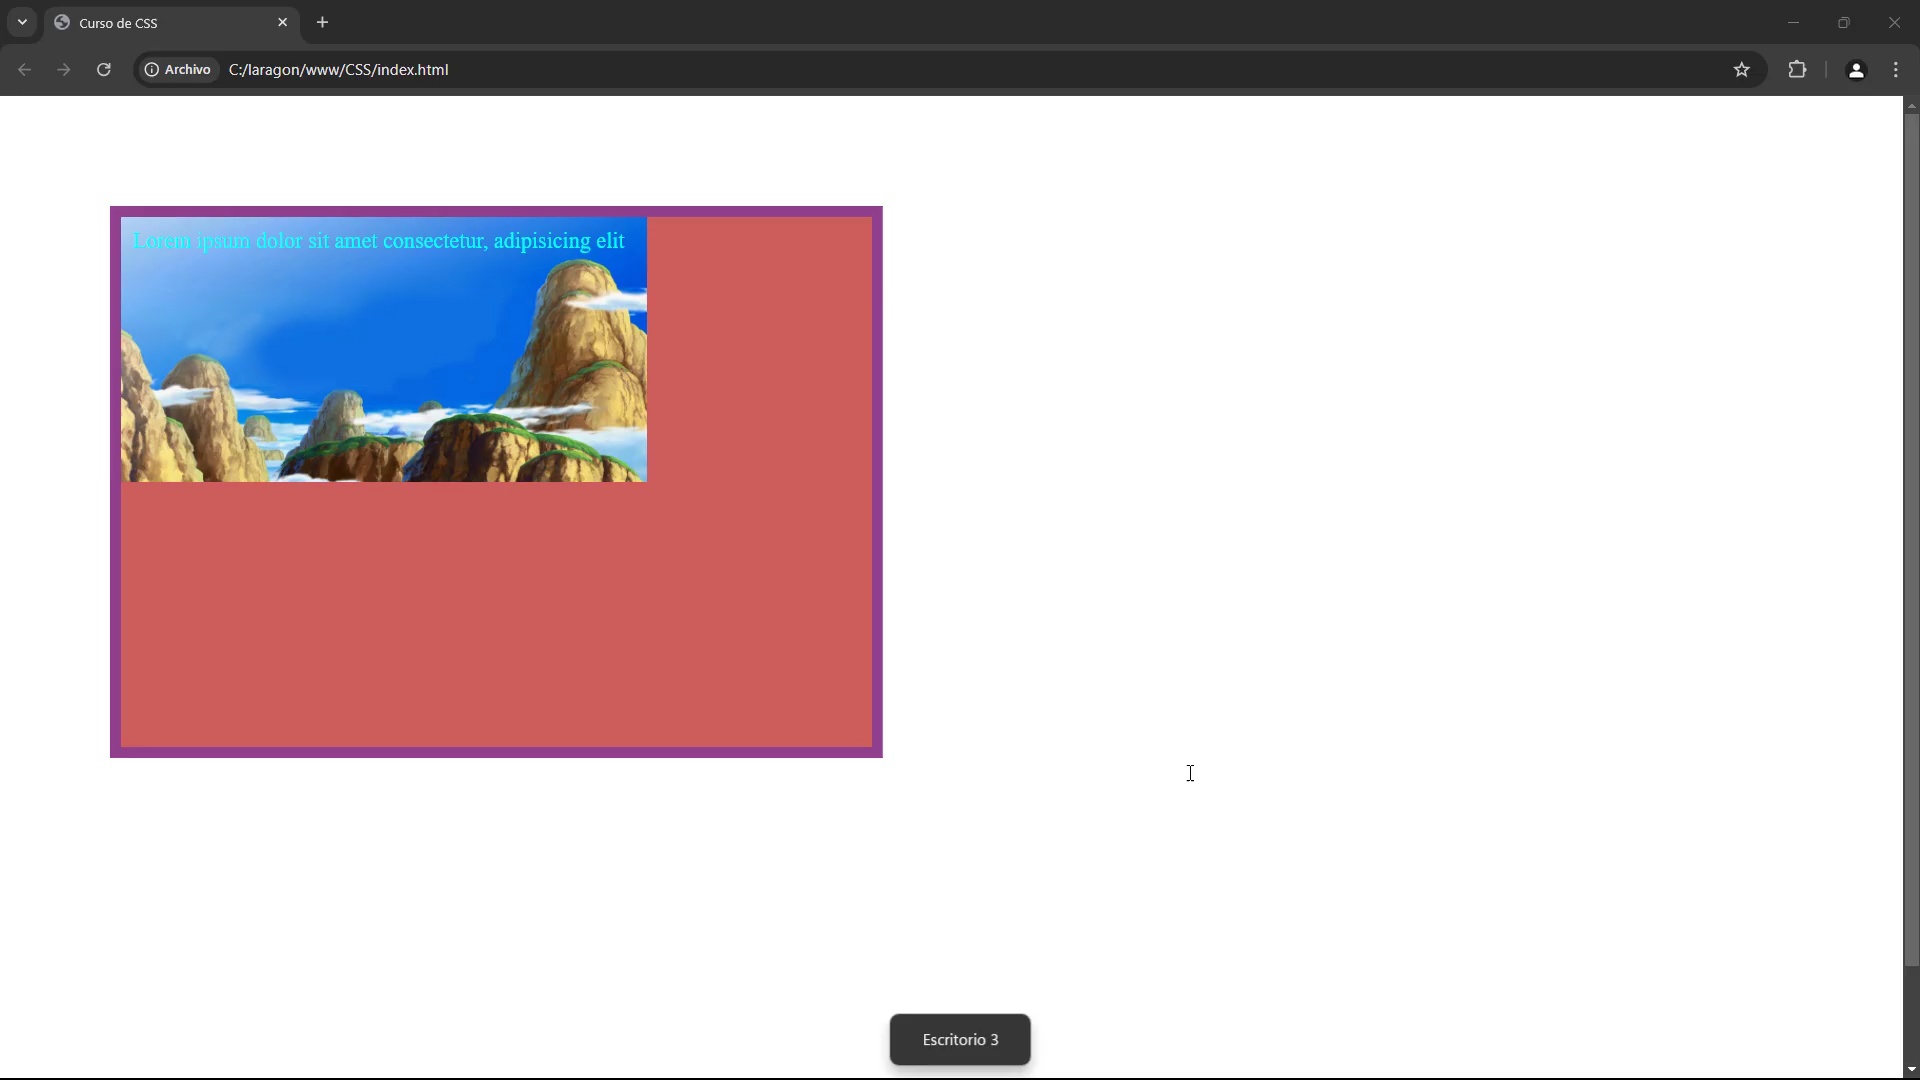 Curso de CSS
Archivo C:/laragon/www/CSS/index.html
Lorem ipsum dolor sit amet consectetur, adipisicing elit
Escritorio 3